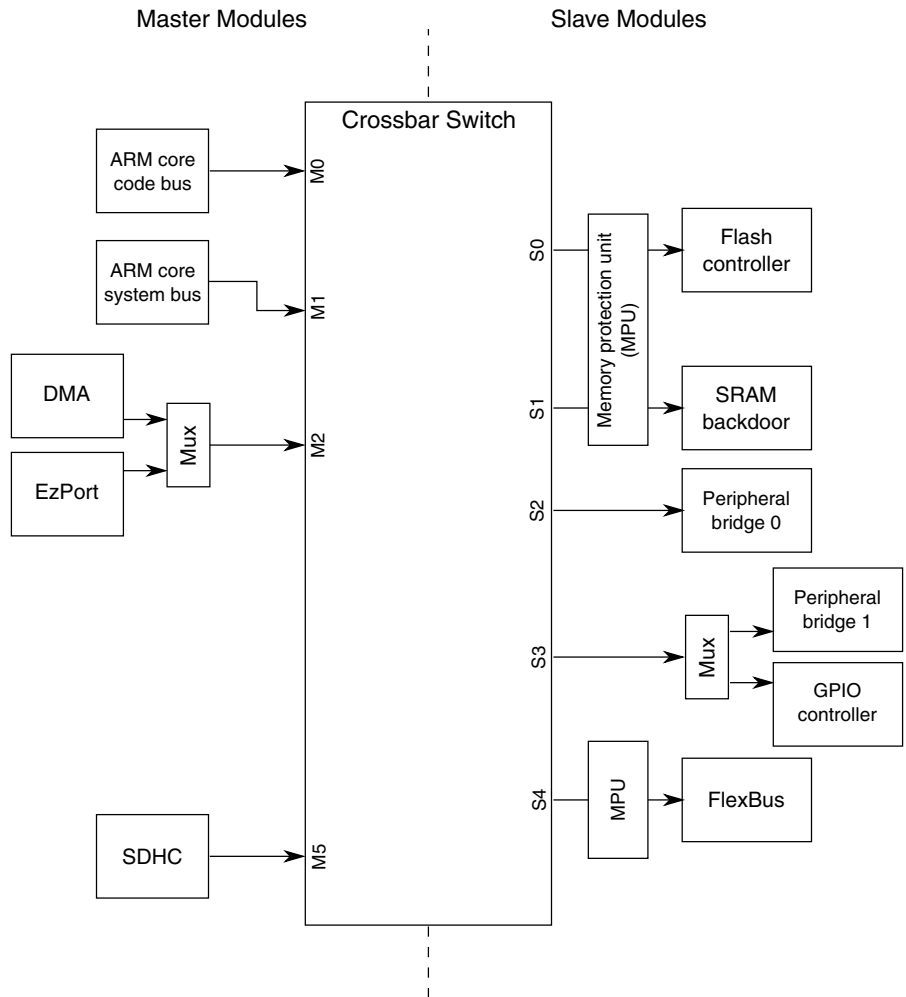 Master Modules
Slave Modules
Crossbar Switch
ARM core
code bus
M0
ARM core
system bus
M1
DMA
EzPort
Mux
M2
SDHC
M5
S0
Memory protection unit
(MPU)
Flash
controller
S1
SRAM
backdoor
S2
Peripheral
bridge 0
S3
Mux
Peripheral
bridge 1
GPIO
controller
S4
MPU
FlexBus